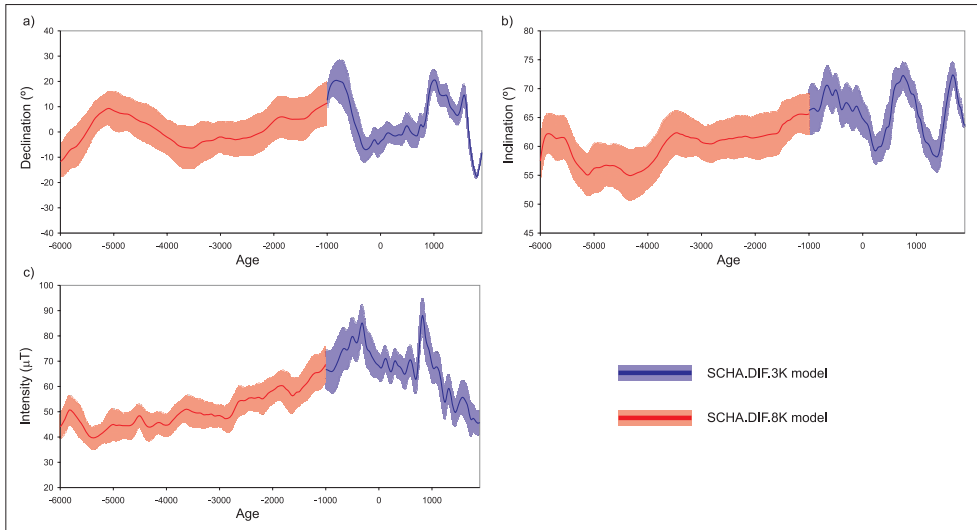 a)
40
30
20
10
0
-10
-20
-30
-40
Declination (º)
-6000 -5000 -4000 -3000 -2000 -1000 0 1000
Age
b)
80
75
70
65
60
55
50
45
Inclination (º)
-6000 -5000 -4000 -3000 -2000 -1000 0 1000
Age
c)
100
90
80
70
60
50
40
30
20
Intensity (μT)
-6000 -5000 -4000 -3000 -2000 -1000 0 1000
Age
SCHA.DIF.3K model
SCHA.DIF.8K model